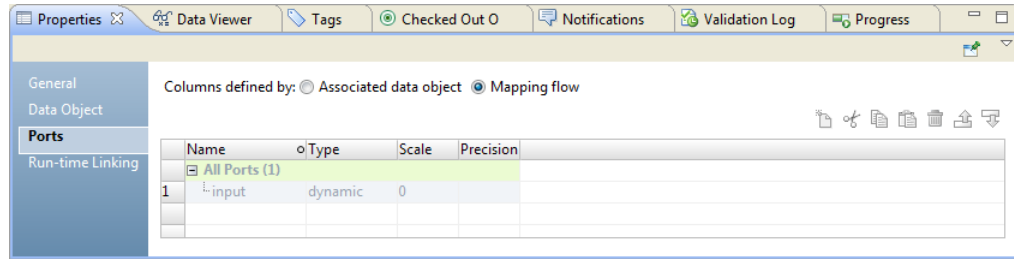 Properties Data Viewer Tags Checked Out O Notifications Validation Log Progress
General
Data Object
Ports
Run-time Linking
Columns defined by: Associated data object Mapping flow
Name Type Scale Precision
All Ports (1)
1 input dynamic 0